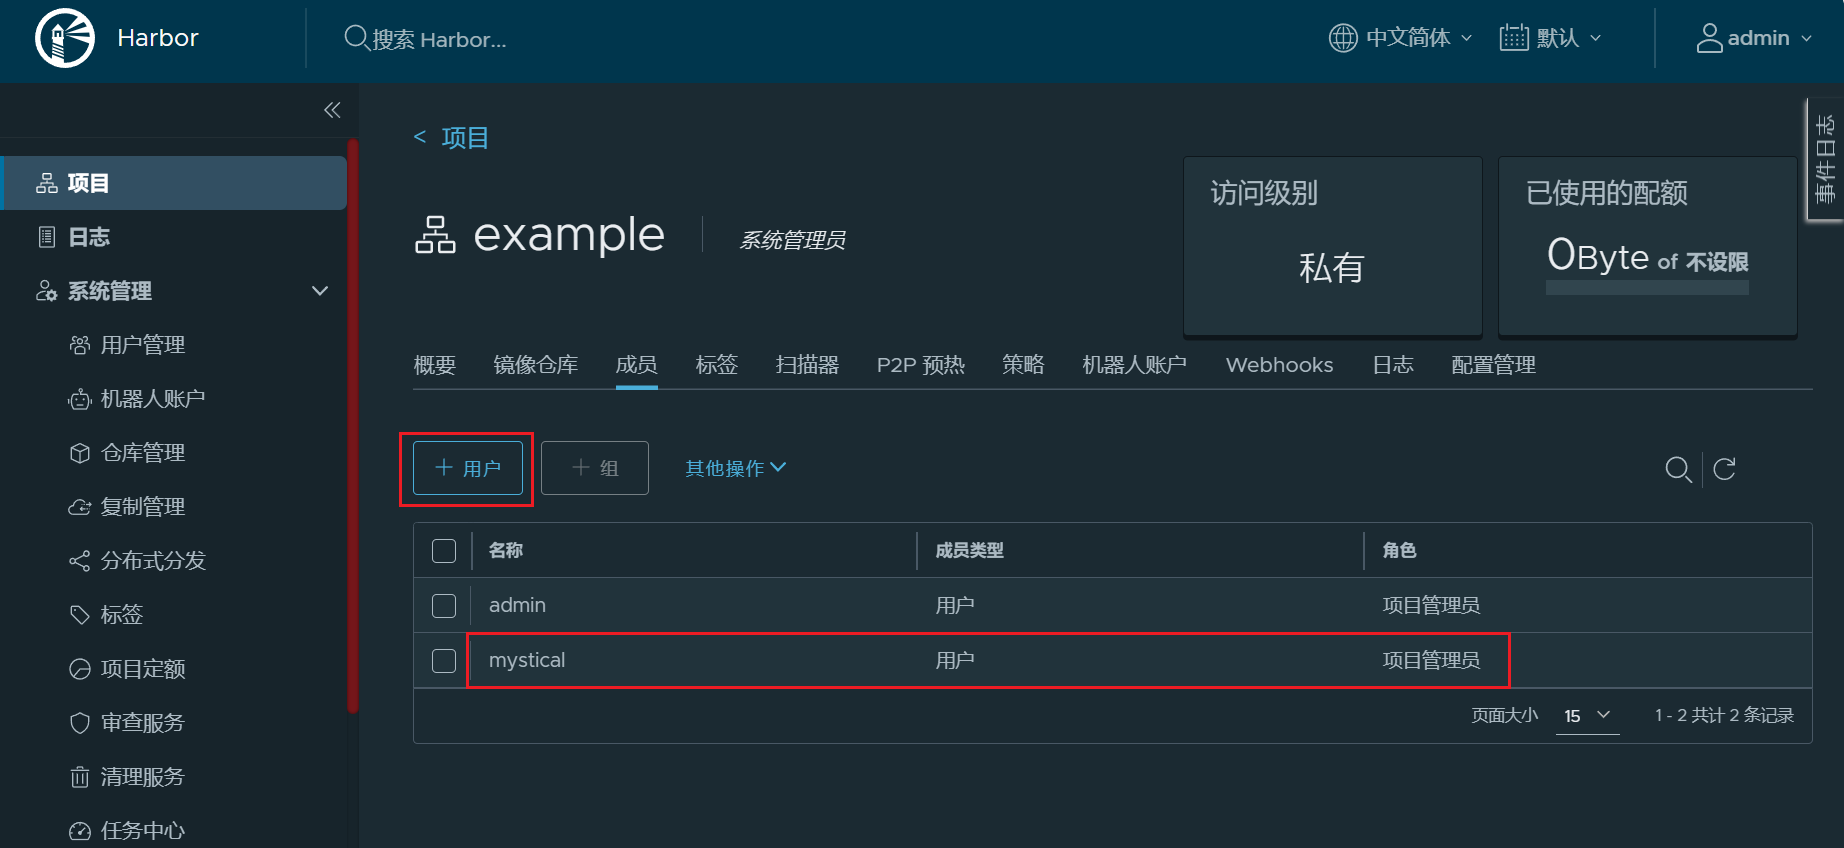 Harbor
搜索 Harbor...
中文简体
默认
admin
项目
日志
系统管理
用户管理
机器人账户
仓库管理
复制管理
分布式分发
标签
项目定额
审查服务
清理服务
任务中心
< 项目
example
系统管理员
访问级别
私有
已使用的配额
0Byte of 不设限
事件日志
概要 镜像仓库 成员 标签 扫描器 P2P 预热 策略 机器人账户 Webhooks 日志 配置管理
+ 用户 + 组 其他操作
名称 成员类型 角色
admin 用户 项目管理员
mystical 用户 项目管理员
页面大小 15 1 - 2 共计 2 条记录